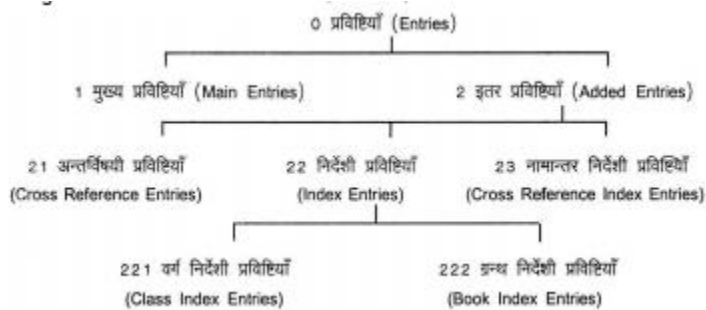 0 प्रविष्टियाँ (Entries)
1 मुख्य प्रविष्टियाँ (Main Entries)
2 इतर प्रविष्टियाँ (Added Entries)
21 अन्तर्विषयी प्रविष्टियाँ
(Cross Reference Entries)
22 निर्देशी प्रविष्टियाँ
(Index Entries)
23 नामान्तर निर्देशी प्रविष्टियाँ
(Cross Reference Index Entries)
221 वर्ग निर्देशी प्रविष्टियाँ
(Class Index Entries)
222 ग्रन्थ निर्देशी प्रविष्टियाँ
(Book Index Entries)